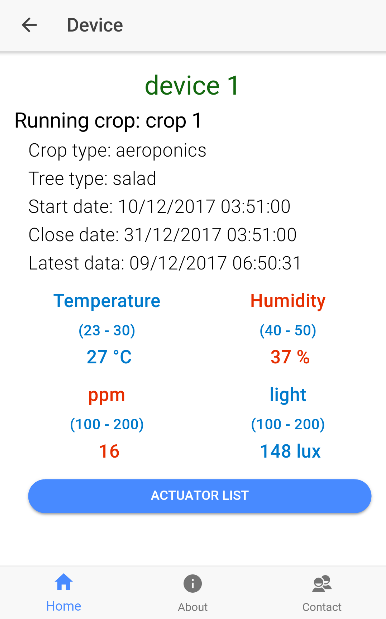 Device
device 1
Running crop: crop 1
Crop type: aeroponics
Tree type: salad
Start date: 10/12/2017 03:51:00
Close date: 31/12/2017 03:51:00
Latest data: 09/12/2017 06:50:31
Temperature Humidity
(23 - 30) (40 - 50)
27 °C 37 %
ppm light
(100 - 200) (100 - 200)
16 148 lux
ACTUATOR LIST
Home About Contact